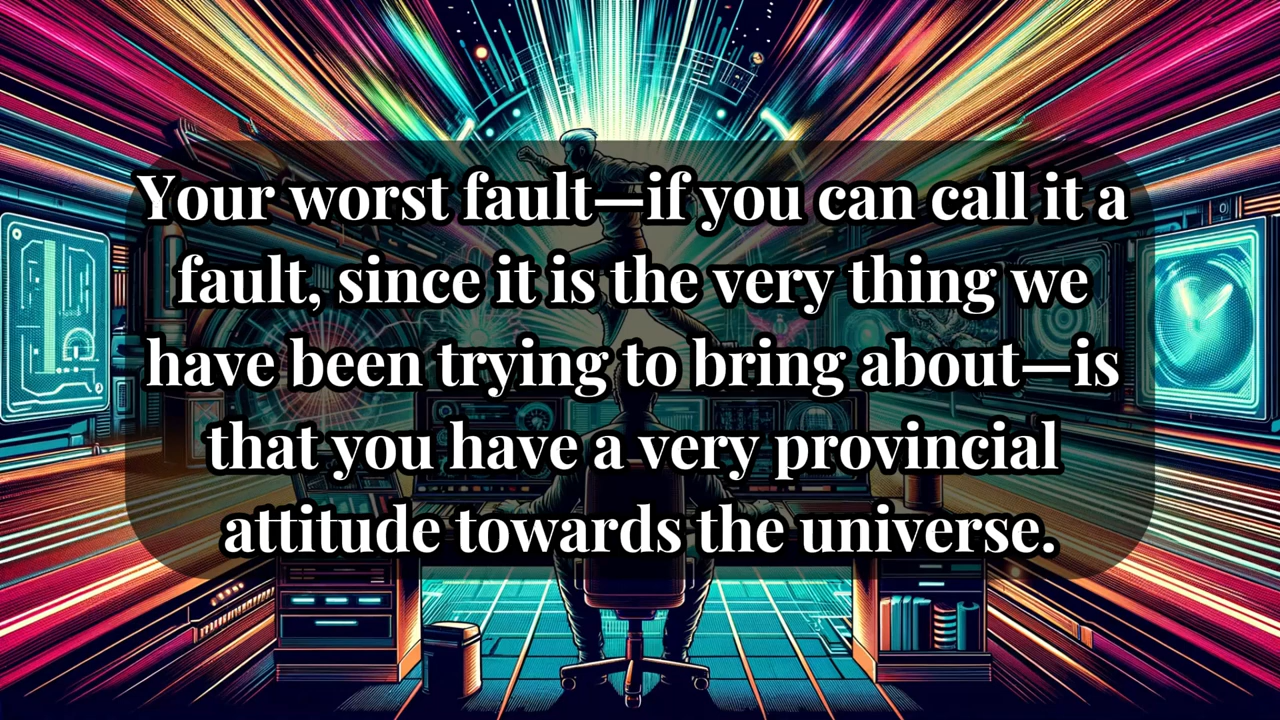 Your worst fault—if you can call it a
fault, since it is the very thing we
have been trying to bring about—is
that you have a very provincial
attitude towards the universe.